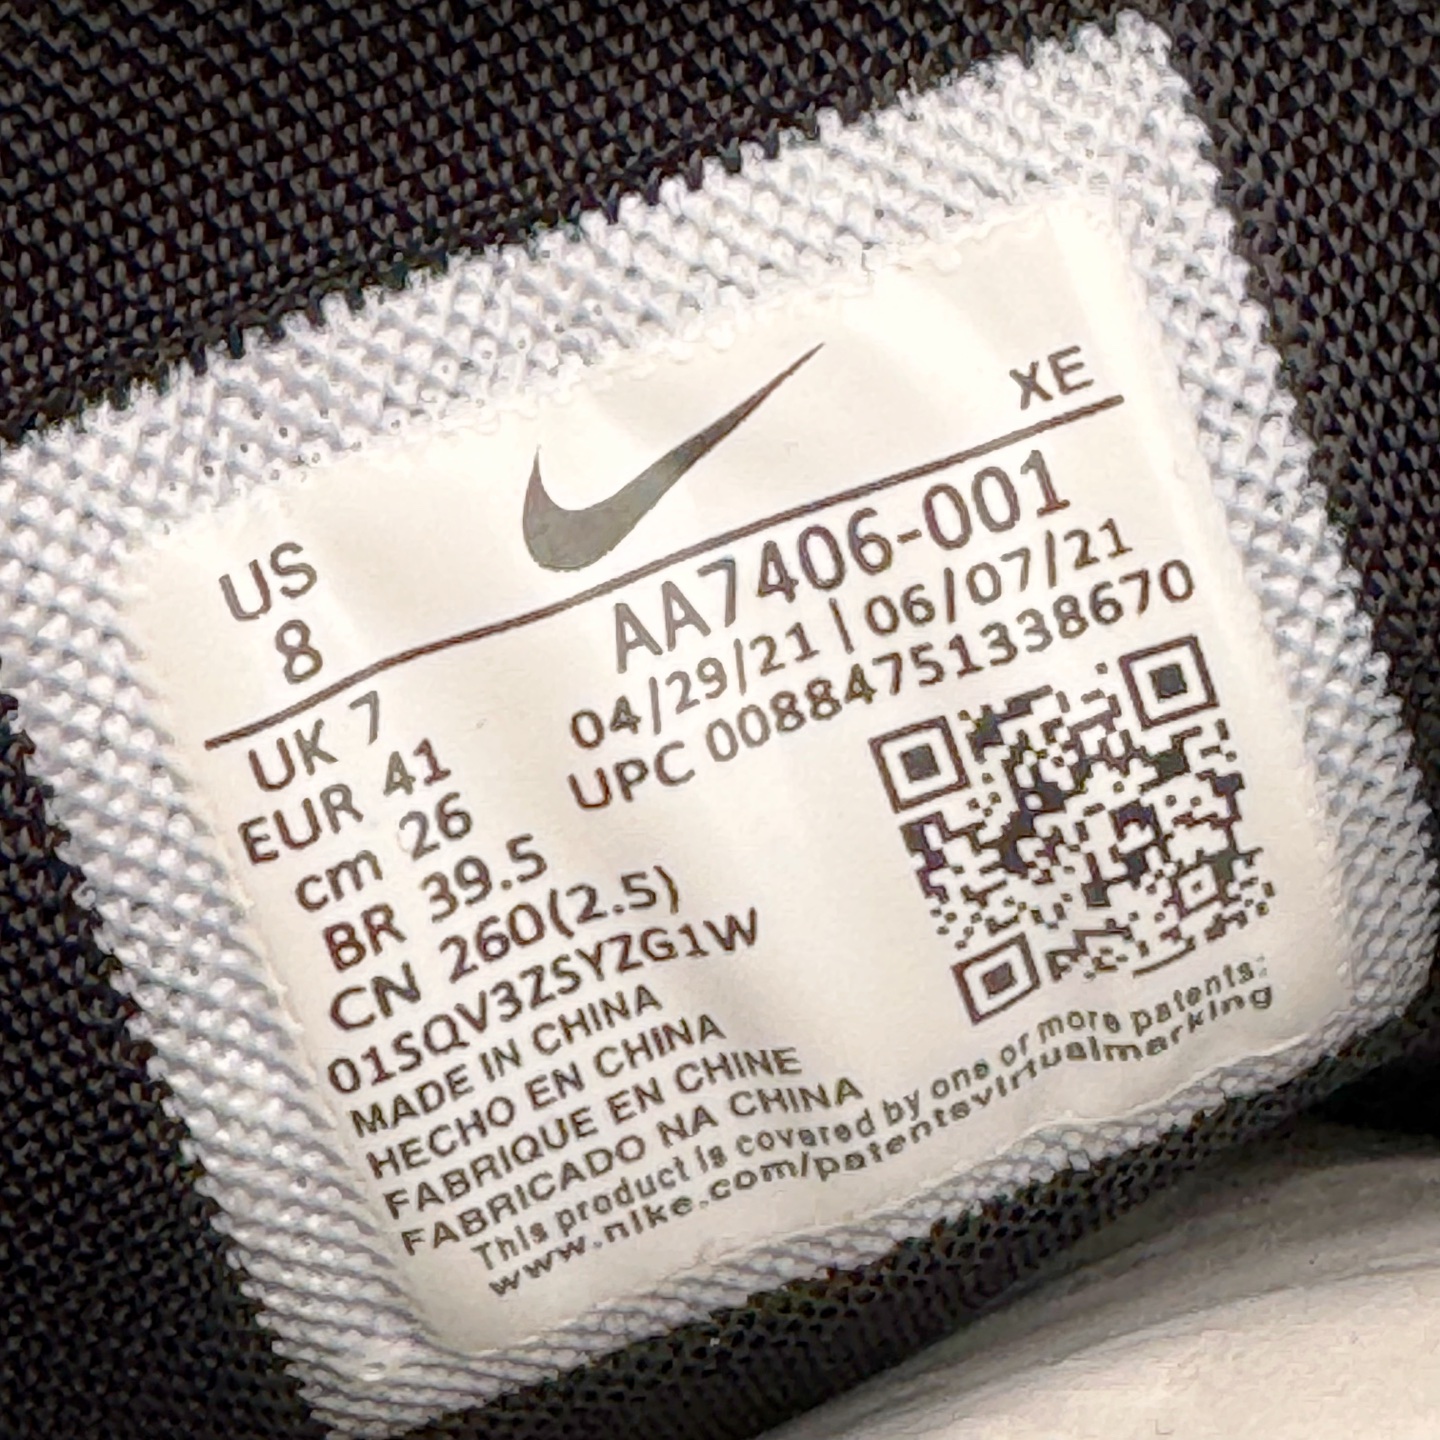 XE
US
8
AA7406-001
04/29/21 | 06/07/21
UPC 00884751338670
UK 7
EUR 41
cm 26
BR 39.5
CN 260(2.5)
01SQV3ZSYZG1W
MADE IN CHINA
HECHO EN CHINA
FABRIQUE EN CHINE
FABRICADO NA CHINA
This product is covered by one or more patents:
www.nike.com/patentsvirtualmarking